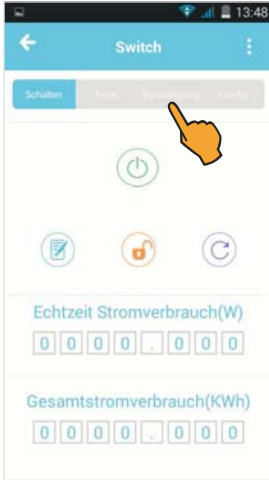 13:48
Switch
Schalten Timer Config
Echtzeit Stromverbrauch(W)
0 0 0 0 . 0 0 0
Gesamtstromverbrauch(KWh)
0 0 0 0 . 0 0 0